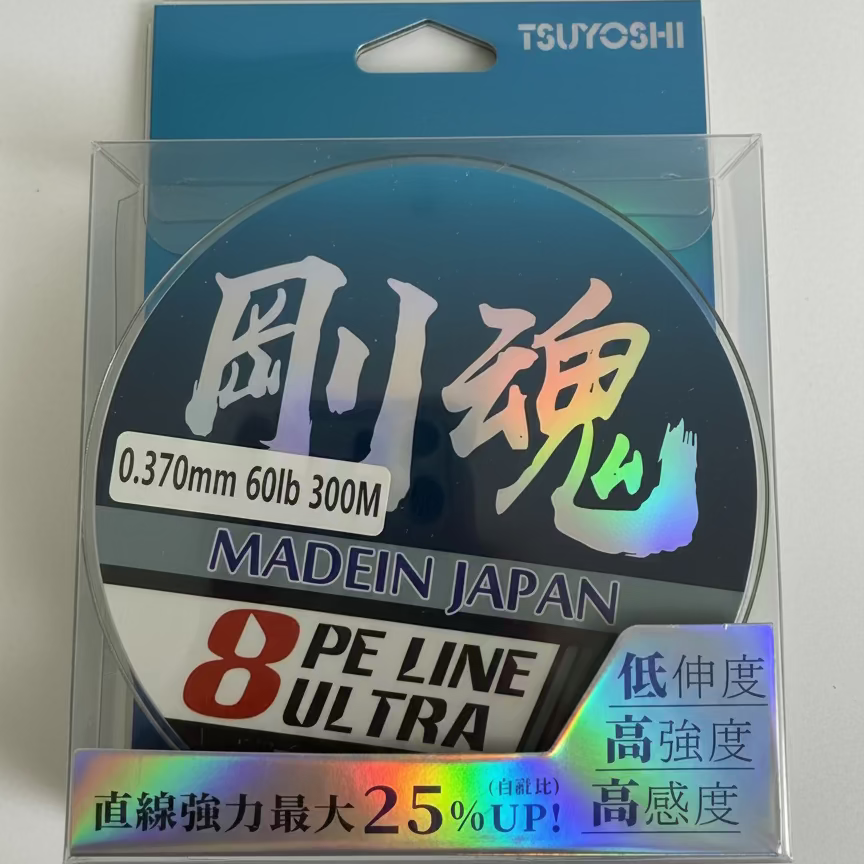 TSUYOSHI
剛魂
0.370mm 60lb 300M
MADEIN JAPAN
8 PE LINE
ULTRA
低伸度
高強度
高感度
直線強力最大25%UP!
(自社比)